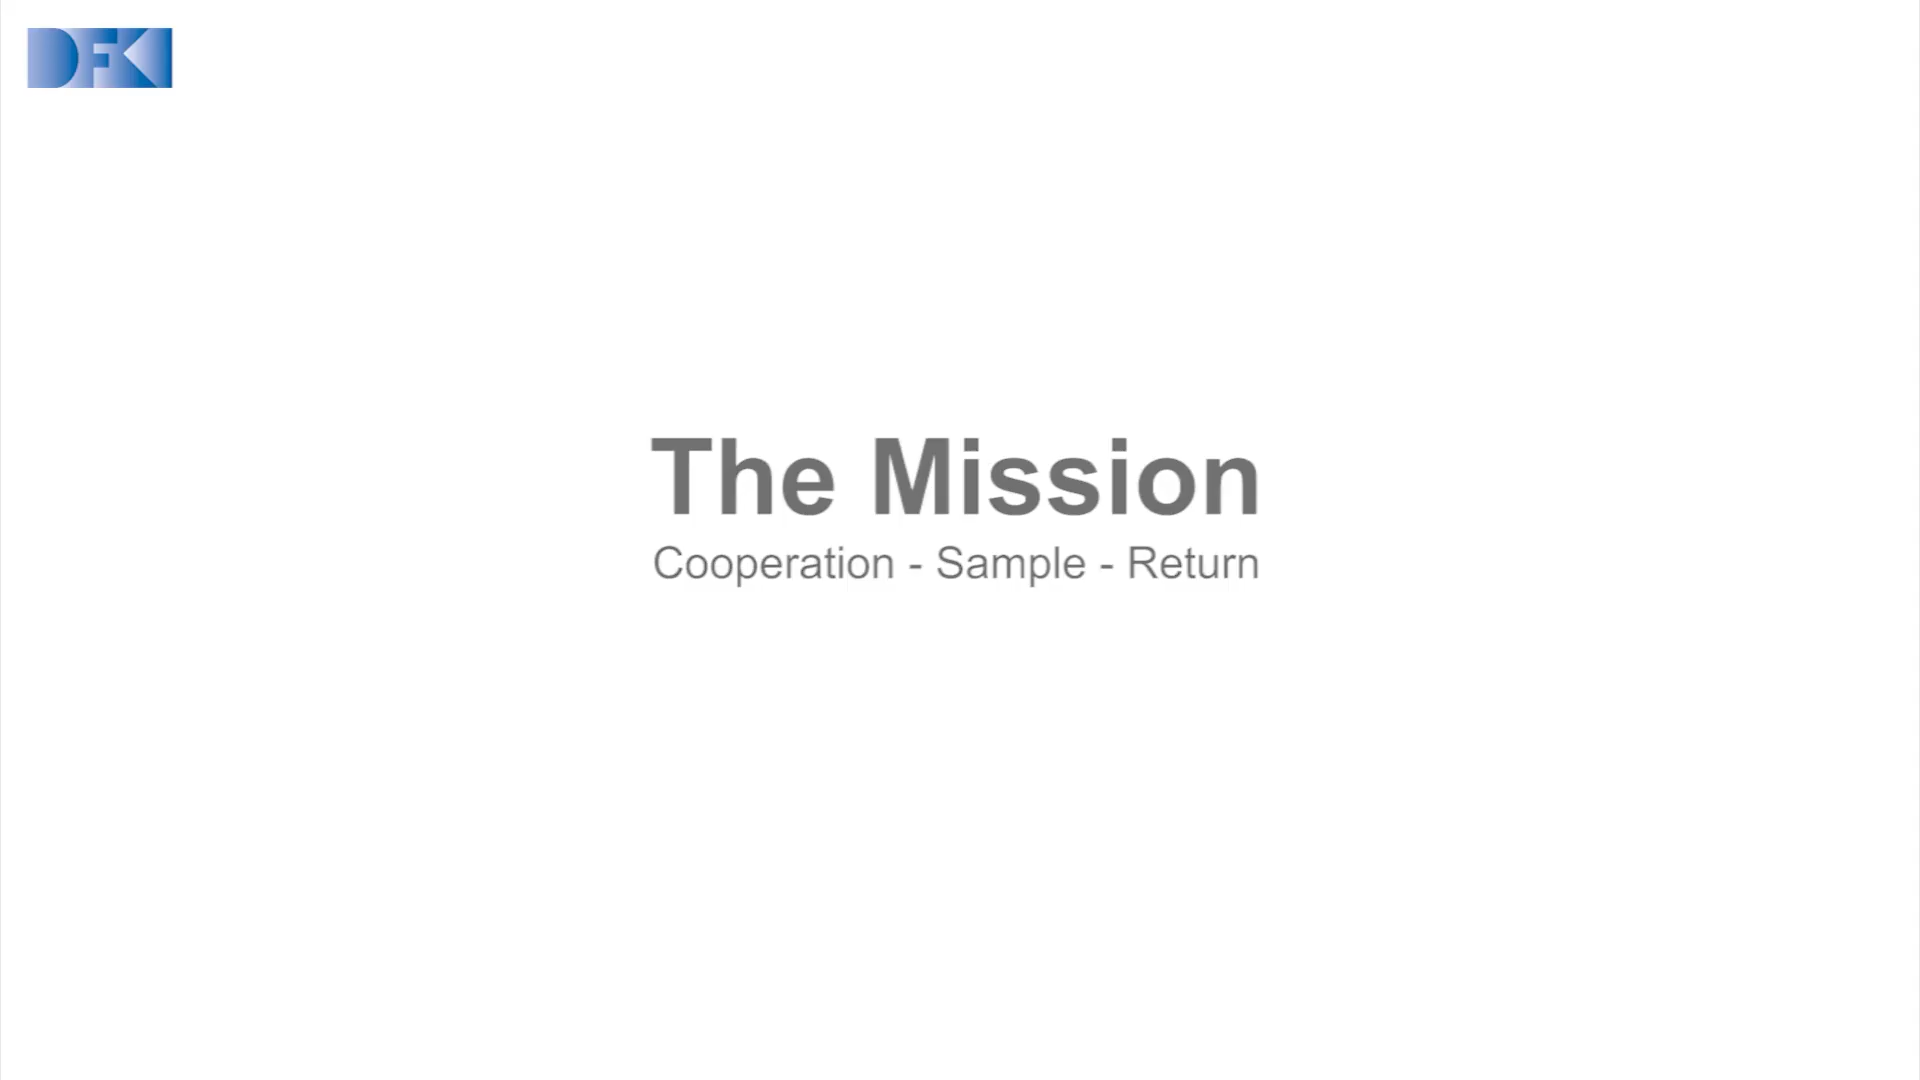 DFKI
The Mission
Cooperation - Sample - Return